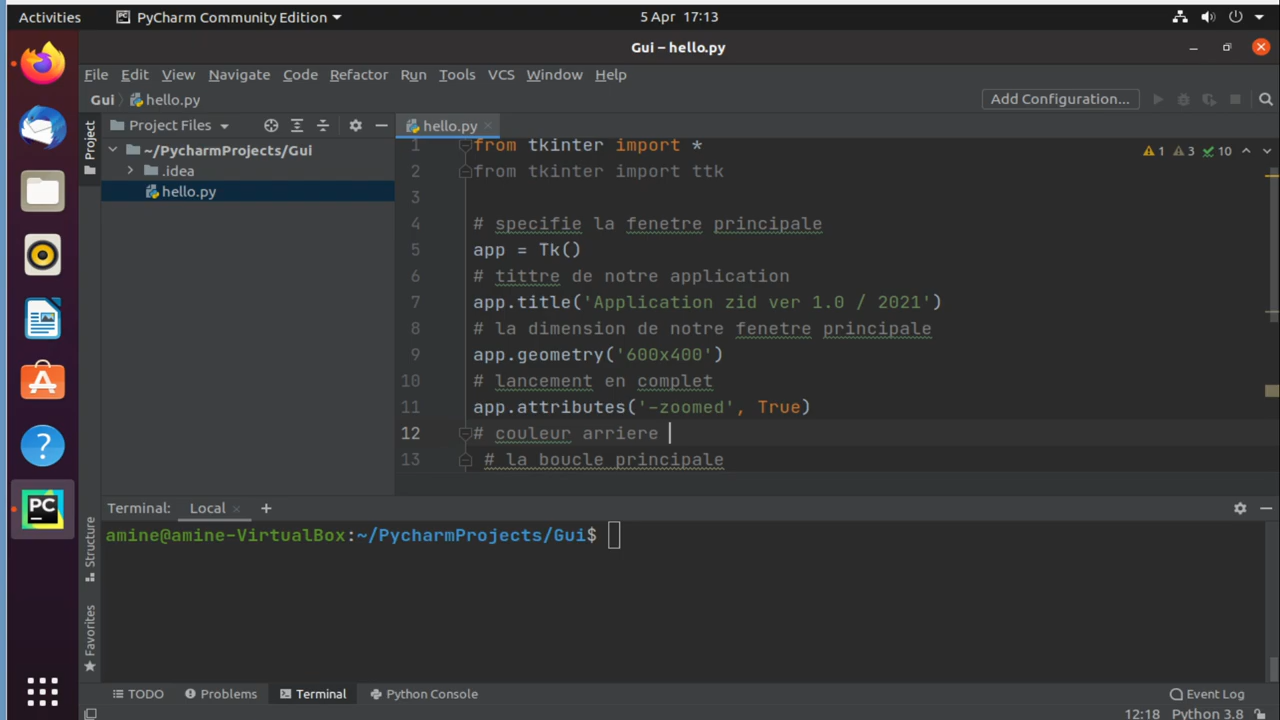 Activities PyCharm Community Edition 5 Apr 17:13
Gui – hello.py
File Edit View Navigate Code Refactor Run Tools VCS Window Help
Gui hello.py Add Configuration...
Project Project Files hello.py
~/PycharmProjects/Gui
.idea
hello.py
1 3 10
1 from tkinter import *
2 from tkinter import ttk
3
4 # specifie la fenetre principale
5 app = Tk()
6 # tittre de notre application
7 app.title('Application zid ver 1.0 / 2021')
8 # la dimension de notre fenetre principale
9 app.geometry('600x400')
10 # lancement en complet
11 app.attributes('-zoomed', True)
12 # couleur arriere
13 # la boucle principale
Terminal: Local
amine@amine-VirtualBox:~/PycharmProjects/Gui$
Structure
Favorites
PC
TODO Problems Terminal Python Console Event Log
12:18 Python 3.8